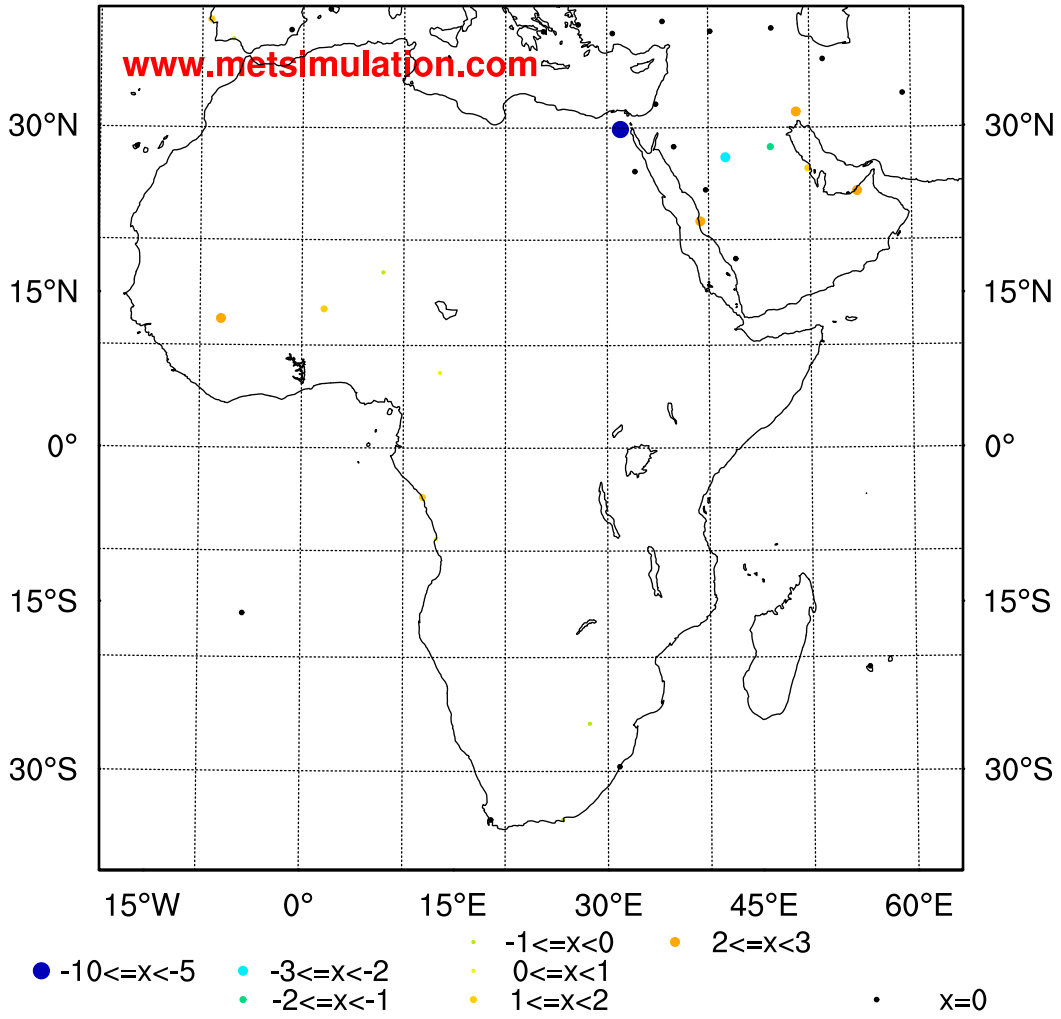 www.metsimulation.com
30°N 30°N
15°N 15°N
0° 0°
15°S 15°S
30°S 30°S
15°W 0° 15°E 30°E 45°E 60°E
-1<=x<0 2<=x<3
-10<=x<-5 -3<=x<-2 0<=x<1
-2<=x<-1 1<=x<2 x=0